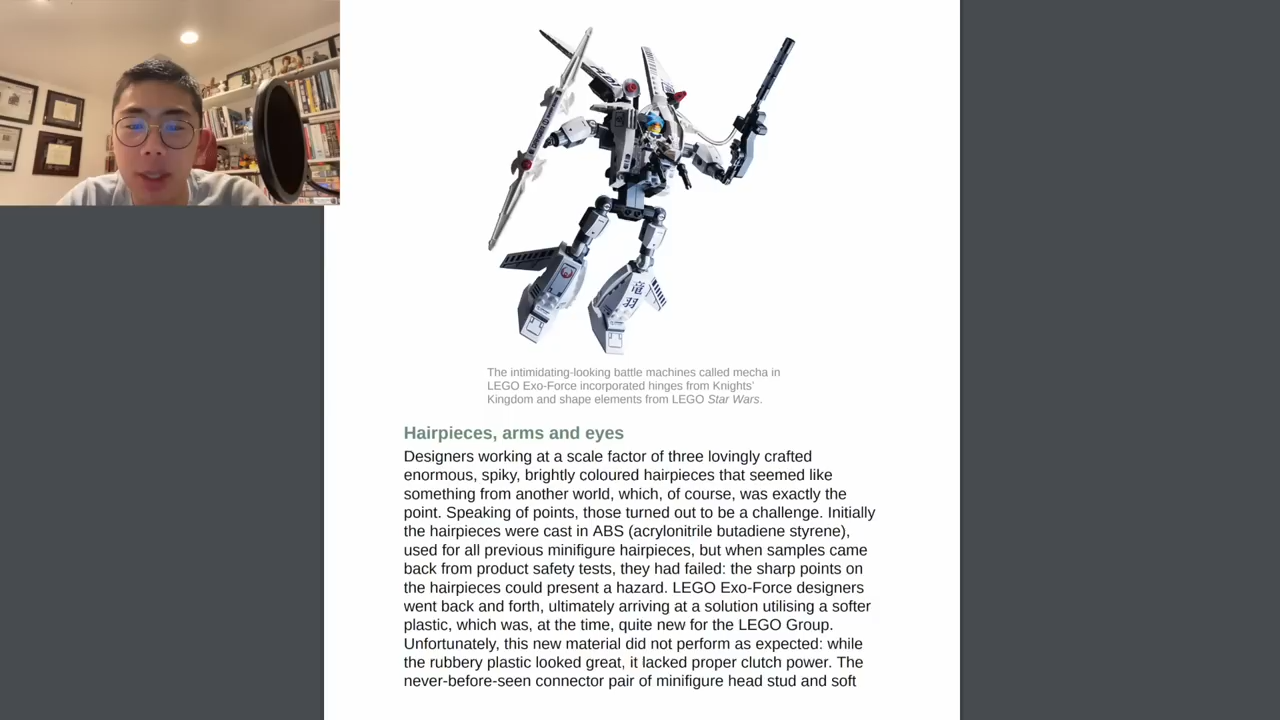 竜
羽
The intimidating-looking battle machines called mecha in
LEGO Exo-Force incorporated hinges from Knights'
Kingdom and shape elements from LEGO Star Wars.
Hairpieces, arms and eyes
Designers working at a scale factor of three lovingly crafted
enormous, spiky, brightly coloured hairpieces that seemed like
something from another world, which, of course, was exactly the
point. Speaking of points, those turned out to be a challenge. Initially
the hairpieces were cast in ABS (acrylonitrile butadiene styrene),
used for all previous minifigure hairpieces, but when samples came
back from product safety tests, they had failed: the sharp points on
the hairpieces could present a hazard. LEGO Exo-Force designers
went back and forth, ultimately arriving at a solution utilising a softer
plastic, which was, at the time, quite new for the LEGO Group.
Unfortunately, this new material did not perform as expected: while
the rubbery plastic looked great, it lacked proper clutch power. The
never-before-seen connector pair of minifigure head stud and soft